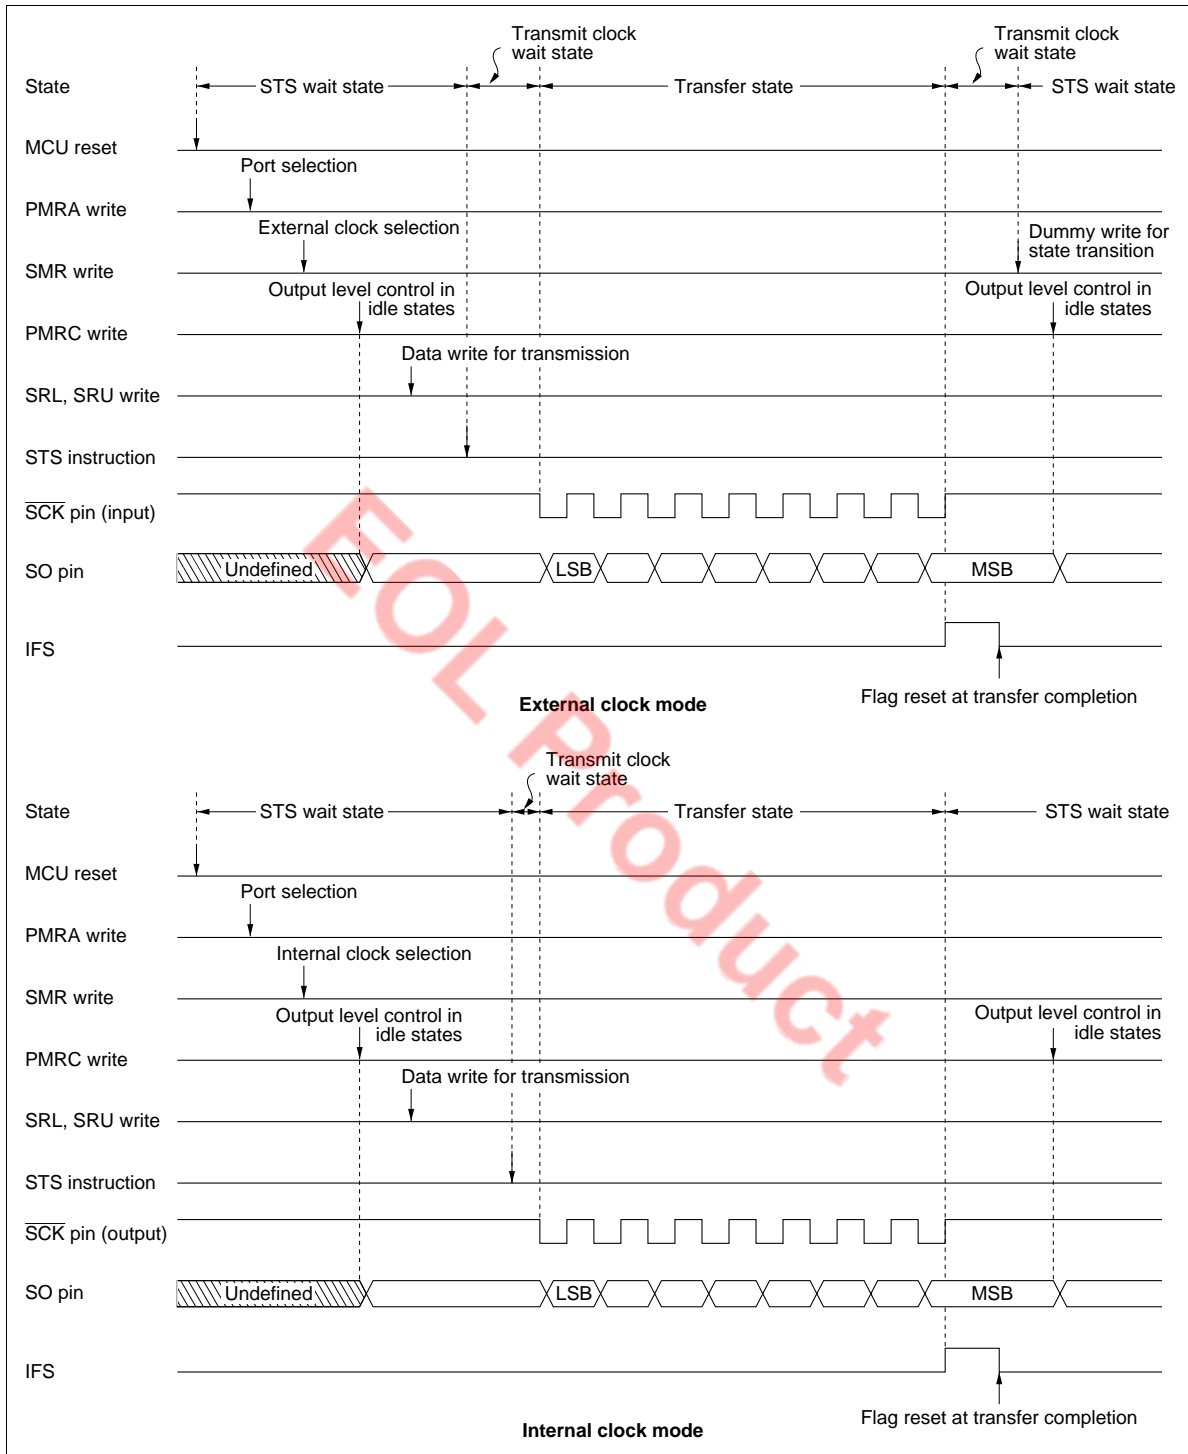 Transmit clock
wait state
Transmit clock
wait state
State
STS wait state
Transfer state
STS wait state
MCU reset
Port selection
PMRA write
External clock selection
Dummy write for
state transition
SMR write
Output level control in
idle states
Output level control in
idle states
PMRC write
Data write for transmission
SRL, SRU write
STS instruction
SCK pin (input)
SO pin
Undefined
LSB
MSB
IFS
Flag reset at transfer completion
External clock mode
EOL Product
Transmit clock
wait state
State
STS wait state
Transfer state
STS wait state
MCU reset
Port selection
PMRA write
Internal clock selection
SMR write
Output level control in
idle states
Output level control in
idle states
PMRC write
Data write for transmission
SRL, SRU write
STS instruction
SCK pin (output)
SO pin
Undefined
LSB
MSB
IFS
Flag reset at transfer completion
Internal clock mode